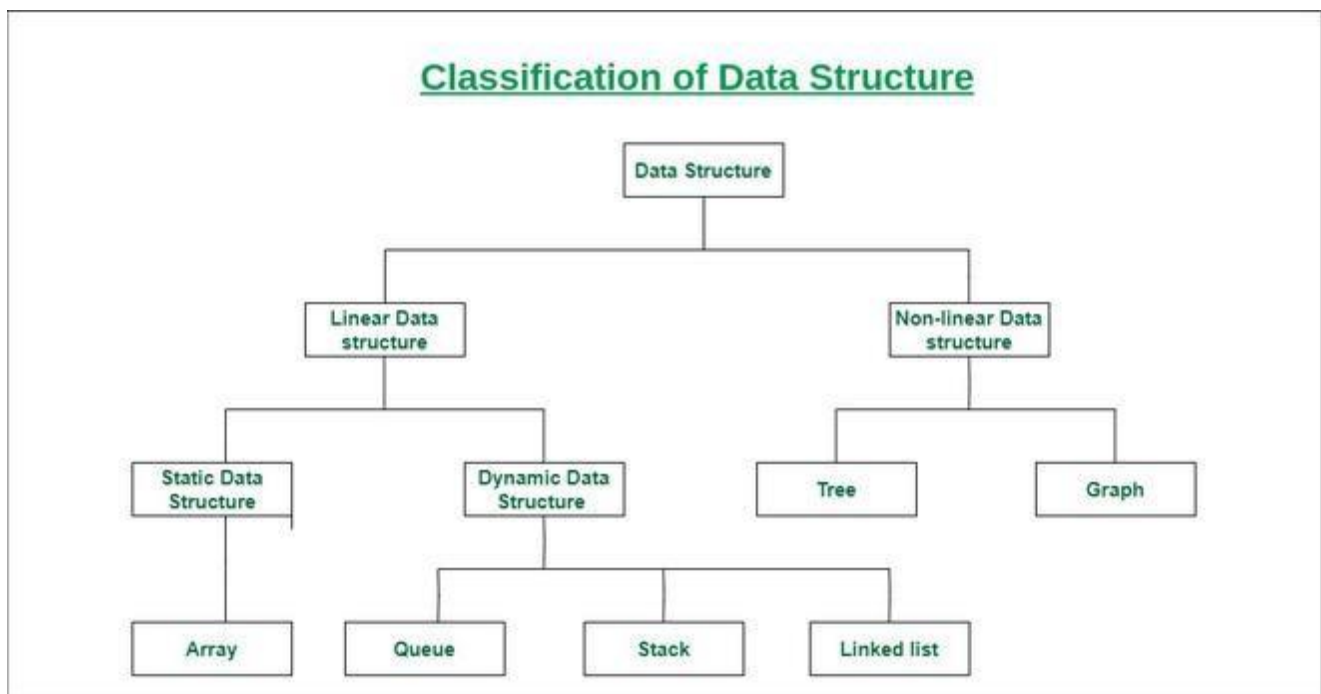 Classification of Data Structure
Data Structure
Linear Data
structure
Non-linear Data
structure
Static Data
Structure
Dynamic Data
Structure
Tree
Graph
Array
Queue
Stack
Linked list